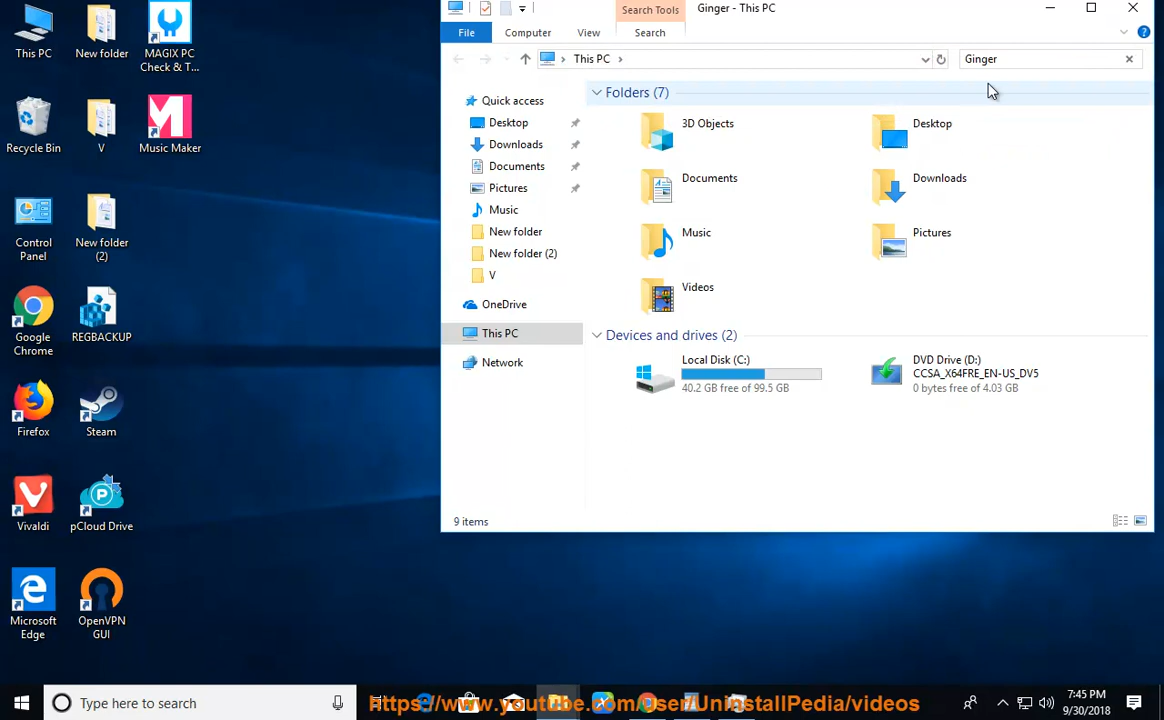 This PC
New folder
MAGIX PC
Check & T...
Recycle Bin
V
Music Maker
Control
Panel
New folder
(2)
Google
Chrome
REGBACKUP
Firefox
Steam
Vivaldi
pCloud Drive
Microsoft
Edge
OpenVPN
GUI
Search Tools
Ginger - This PC
File
Computer
View
Search
This PC
Ginger
Quick access
Desktop
Downloads
Documents
Pictures
Music
New folder
New folder (2)
V
OneDrive
This PC
Network
Folders (7)
3D Objects
Desktop
Documents
Downloads
Music
Pictures
Videos
Devices and drives (2)
Local Disk (C:)
40.2 GB free of 99.5 GB
DVD Drive (D:)
CCSA_X64FRE_EN-US_DV5
0 bytes free of 4.03 GB
9 items
Type here to search
Https://www.youtube.com/User/UninstallPedia/videos
7:45 PM
9/30/2018